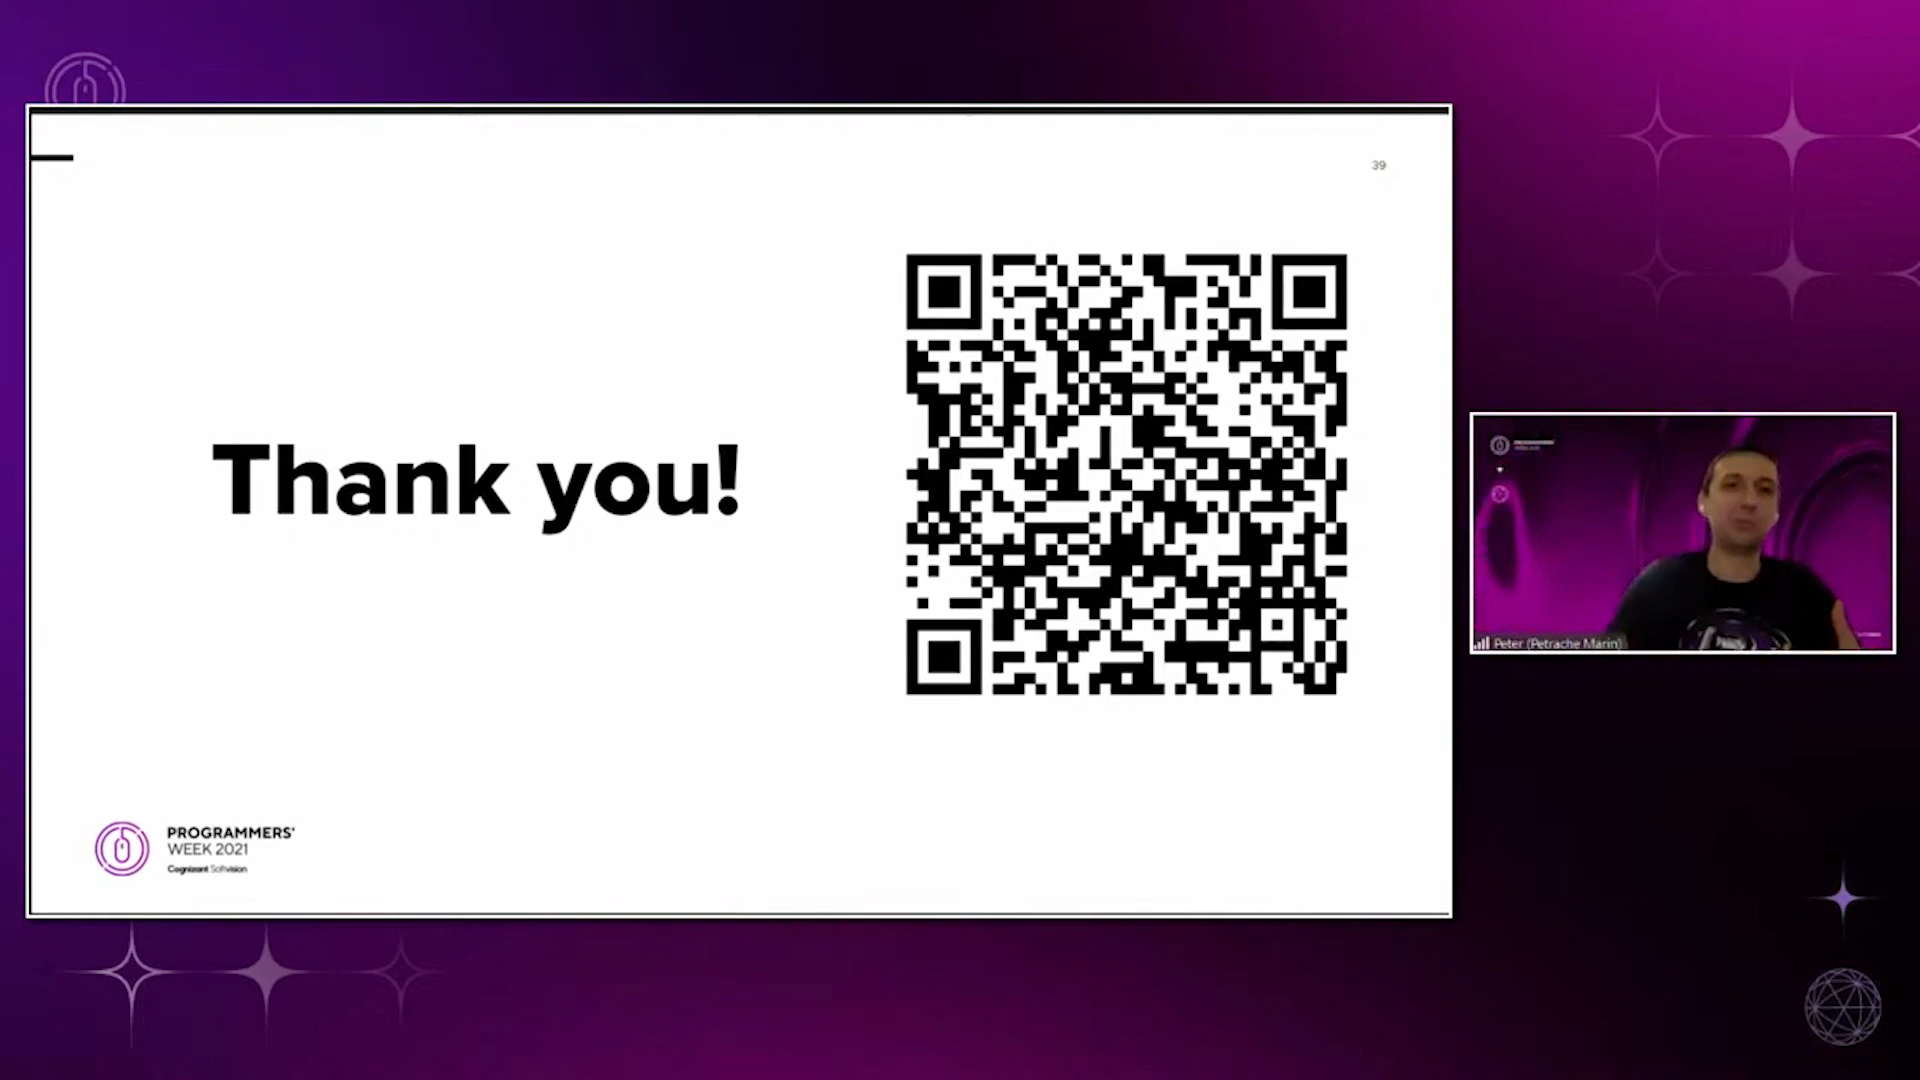 39
Thank you!
PROGRAMMERS'
WEEK 2021
Cognizant Softvision
Peter (Petrache Marin)